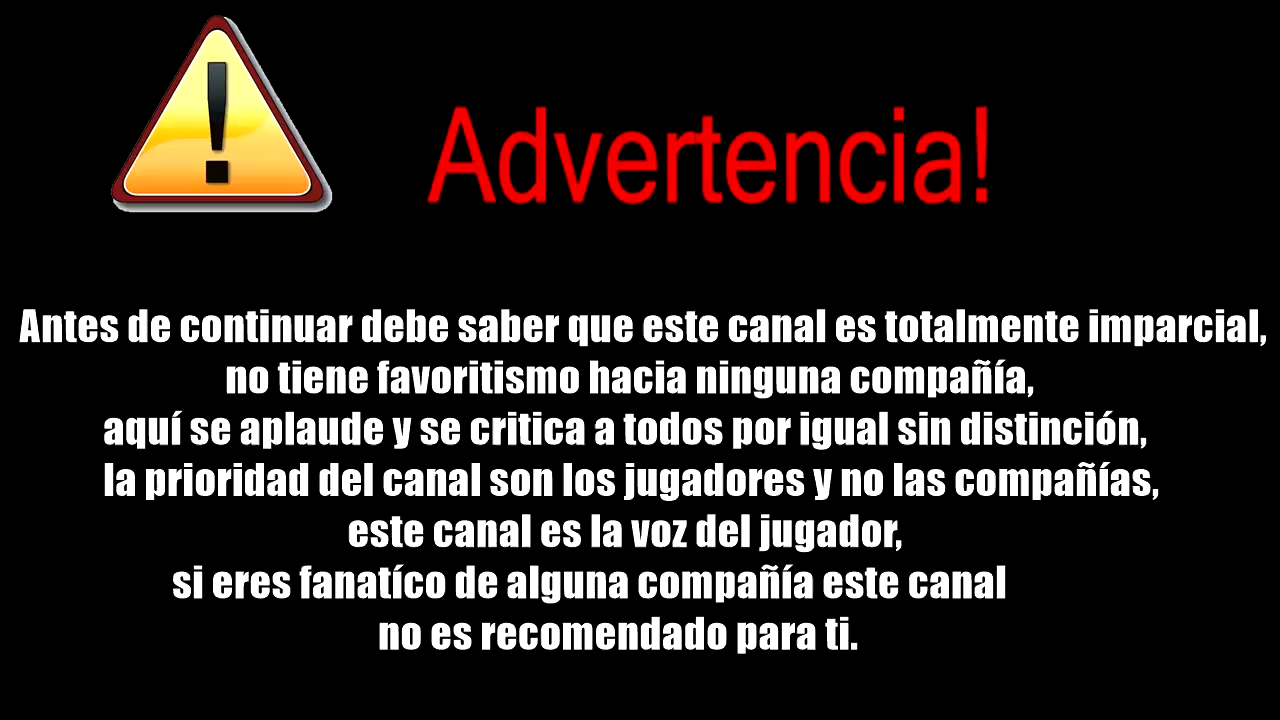 !
Advertencia!
Antes de continuar debe saber que este canal es totalmente imparcial,
no tiene favoritismo hacia ninguna compañía,
aquí se aplaude y se critica a todos por igual sin distinción,
la prioridad del canal son los jugadores y no las compañías,
este canal es la voz del jugador,
si eres fanatíco de alguna compañía este canal
no es recomendado para ti.